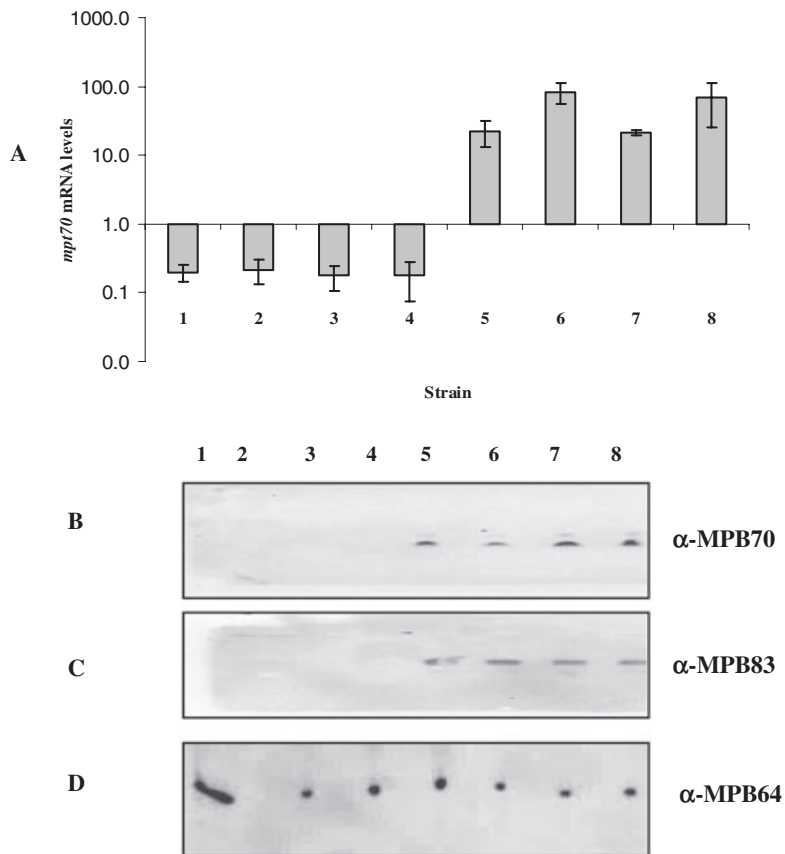 1000.0
100.0
10.0
1.0
0.1
0.0
A
mpt70 mRNA levels
1 2 3 4 5 6 7 8
Strain
1 2 3 4 5 6 7 8
B
α-MPB70
C
α-MPB83
D
α-MPB64